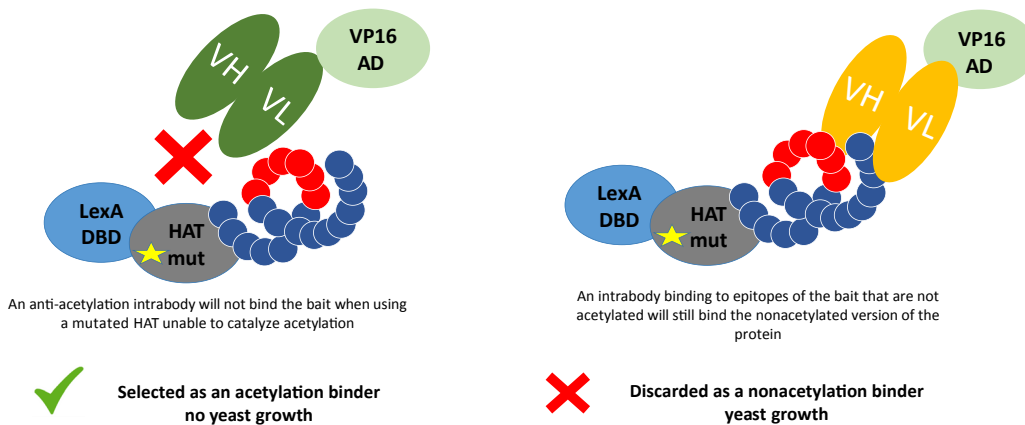 VH
VL
VP16
AD
LexA
DBD
HAT
mut
An anti-acetylation intrabody will not bind the bait when using
a mutated HAT unable to catalyze acetylation
Selected as an acetylation binder
no yeast growth
VH
VL
VP16
AD
LexA
DBD
HAT
mut
An intrabody binding to epitopes of the bait that are not
acetylated will still bind the nonacetylated version of the
protein
Discarded as a nonacetylation binder
yeast growth